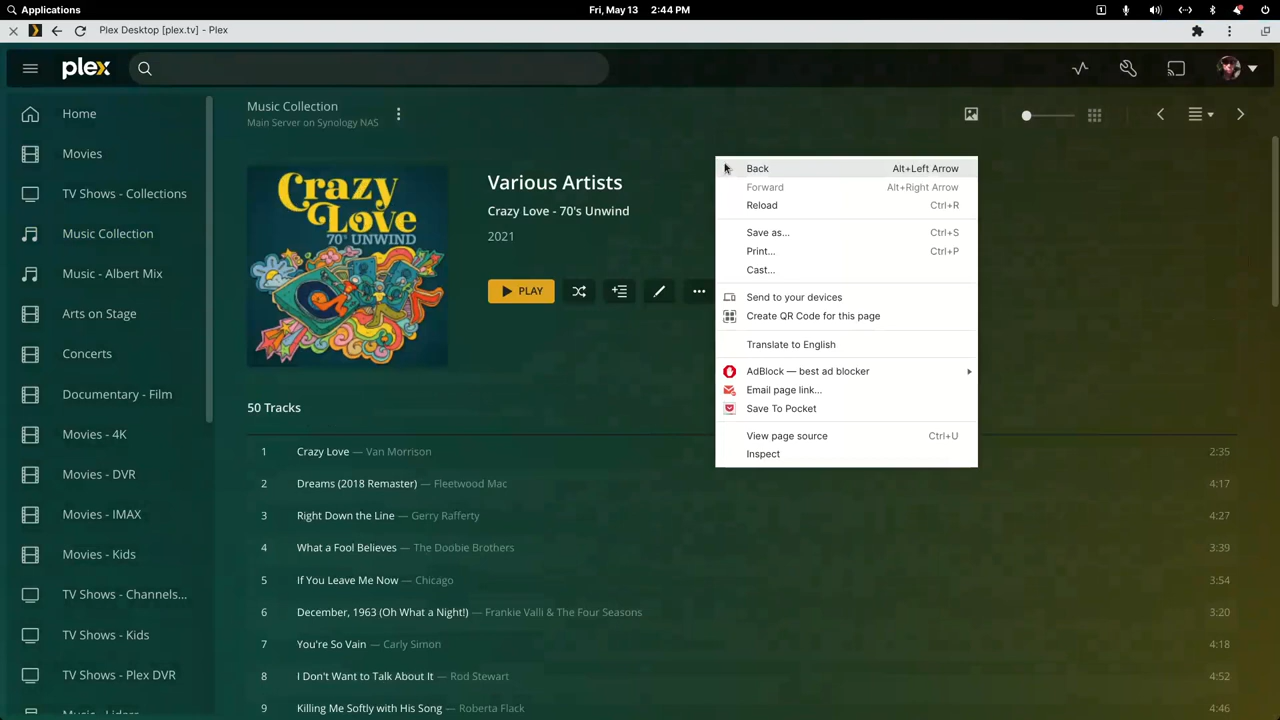 Applications
Fri, May 13 2:44 PM
1
Plex Desktop [plex.tv] - Plex
plex
Home
Movies
TV Shows - Collections
Music Collection
Music - Albert Mix
Arts on Stage
Concerts
Documentary - Film
Movies - 4K
Movies - DVR
Movies - IMAX
Movies - Kids
TV Shows - Channels...
TV Shows - Kids
TV Shows - Plex DVR
Music Collection
Main Server on Synology NAS
Crazy
Love
70'S UNWIND
Various Artists
Crazy Love - 70's Unwind
2021
PLAY
50 Tracks
1 Crazy Love — Van Morrison 2:35
2 Dreams (2018 Remaster) — Fleetwood Mac 4:17
3 Right Down the Line — Gerry Rafferty 4:27
4 What a Fool Believes — The Doobie Brothers 3:39
5 If You Leave Me Now — Chicago 3:54
6 December, 1963 (Oh What a Night!) — Frankie Valli & The Four Seasons 3:20
7 You're So Vain — Carly Simon 4:18
8 I Don't Want to Talk About It — Rod Stewart 4:52
9 Killing Me Softly with His Song — Roberta Flack 4:46
Back Alt+Left Arrow
Forward Alt+Right Arrow
Reload Ctrl+R
Save as... Ctrl+S
Print... Ctrl+P
Cast...
Send to your devices
Create QR Code for this page
Translate to English
AdBlock — best ad blocker
Email page link...
Save To Pocket
View page source Ctrl+U
Inspect